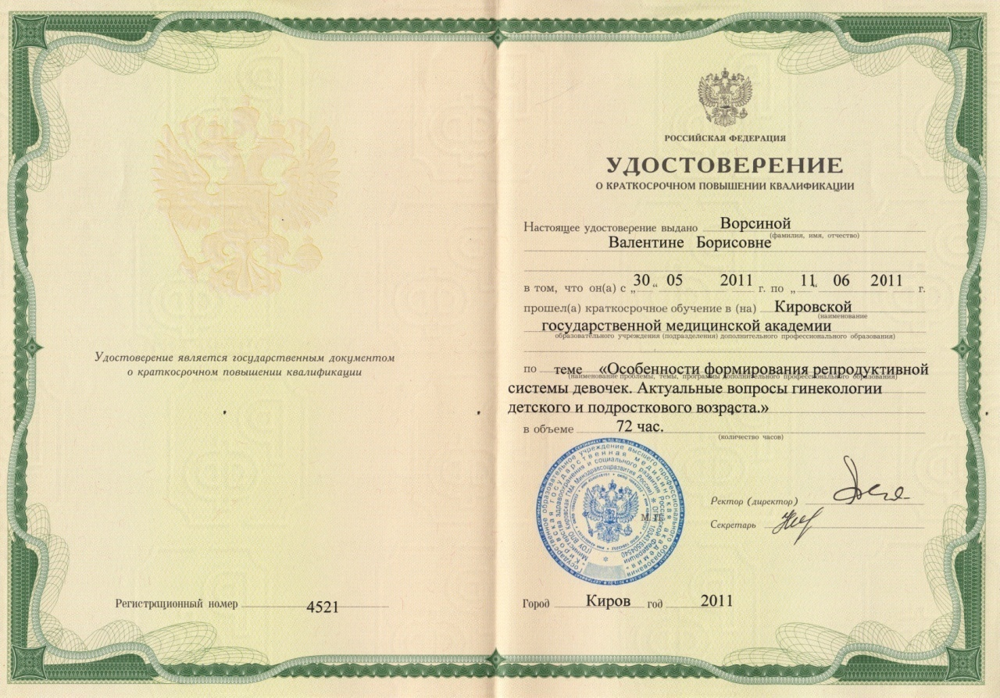 Удостоверение является государственным документом
о краткосрочном повышении квалификации
Регистрационный номер 4521
РОССИЙСКАЯ ФЕДЕРАЦИЯ
УДОСТОВЕРЕНИЕ
О КРАТКОСРОЧНОМ ПОВЫШЕНИИ КВАЛИФИКАЦИИ
Настоящее удостоверение выдано Ворсиной
(фамилия, имя, отчество)
Валентине Борисовне
в том, что он(а) с „30“ 05 2011 г. по „11“ 06 2011 г.
прошел(а) краткосрочное обучение в (на) Кировской
(наименование
государственной медицинской академии
образовательного учреждения (подразделения) дополнительного профессионального образования)
по теме «Особенности формирования репродуктивной
(наименование проблемы, темы, программы дополнительного профессионального образования)
системы девочек. Актуальные вопросы гинекологии
детского и подросткового возраста.»
в объеме 72 час.
(количество часов)
М.П.
Ректор (директор)
Секретарь
Город Киров год 2011